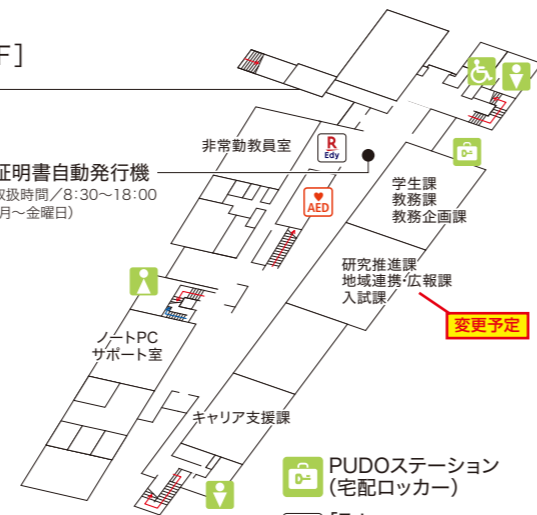 F]
非常勤教員室
R
Edy
証明書自動発行機
取扱時間/8:30〜18:00
月〜金曜日)
AED
学生課
教務課
教務企画課
研究推進課
地域連携・広報課
入試課
変更予定
ノートPC
サポート室
キャリア支援課
PUDOステーション
(宅配ロッカー)